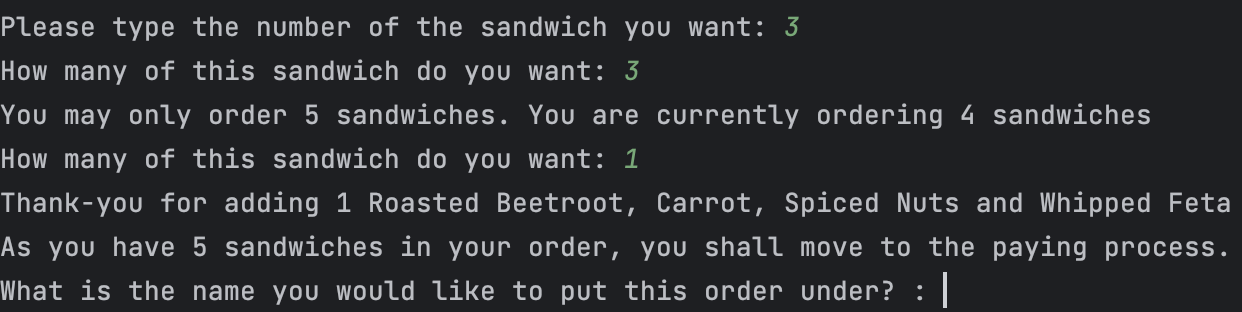 Please type the number of the sandwich you want: 3
How many of this sandwich do you want: 3
You may only order 5 sandwiches. You are currently ordering 4 sandwiches
How many of this sandwich do you want: 1
Thank-you for adding 1 Roasted Beetroot, Carrot, Spiced Nuts and Whipped Feta
As you have 5 sandwiches in your order, you shall move to the paying process.
What is the name you would like to put this order under? :